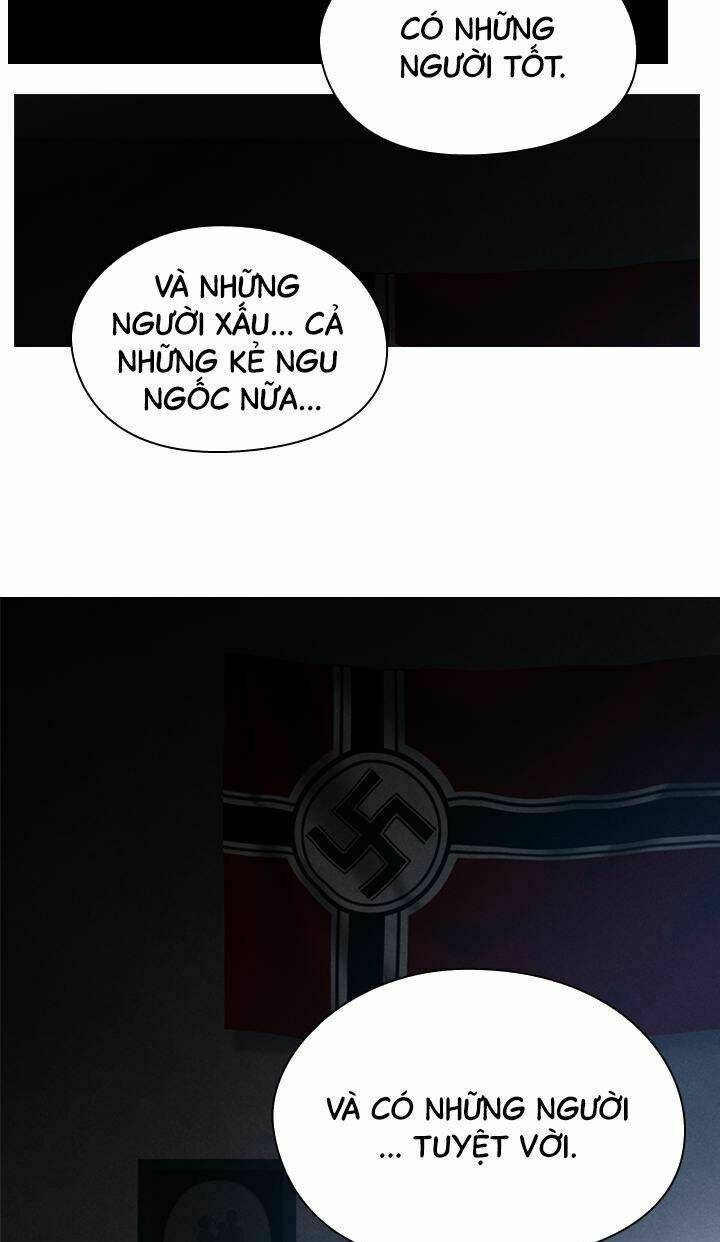 CÓ NHỮNG
NGƯỜI TỐT.
VÀ NHỮNG
NGƯỜI XẤU... CẢ
NHỮNG KẺ NGU
NGỐC NỮA...
VÀ CÓ NHỮNG NGƯỜI
... TUYỆT VỜI.